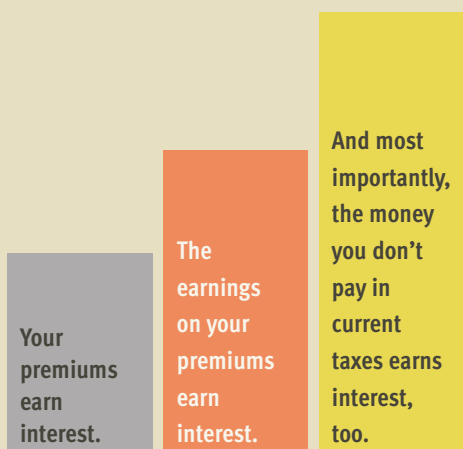 Your
premiums
earn
interest.
The
earnings
on your
premiums
earn
interest.
And most
importantly,
the money
you don’t
pay in
current
taxes earns
interest,
too.